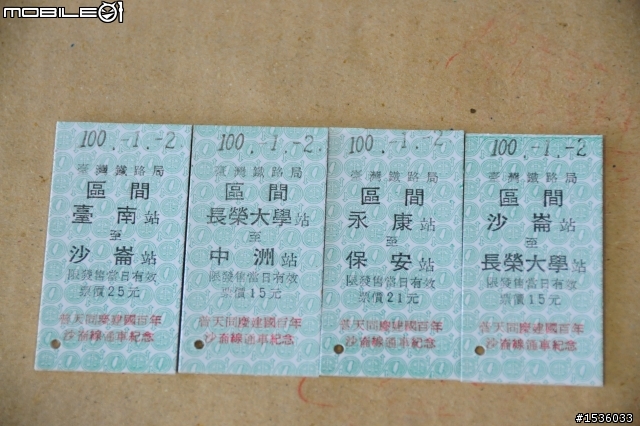 MOBILE01
100.-1.-2
臺灣鐵路局
區間
臺南站
至
沙崙站
限發售當日有效
票價25元
普天同慶建國百年
沙崙線通車紀念
100.-1.-2.
臺灣鐵路局
區間
長榮大學站
至
中洲站
限發售當日有效
票價15元
普天同慶建國百年
沙崙線通車紀念
100.-1.-2.
臺灣鐵路局
區間
永康站
至
保安站
限發售當日有效
票價21元
普天同慶建國百年
沙崙線通車紀念
100.-1.-2
臺灣鐵路局
區間
沙崙站
至
長榮大學站
限發售當日有效
票價15元
普天同慶建國百年
沙崙線通車紀念
#1536033